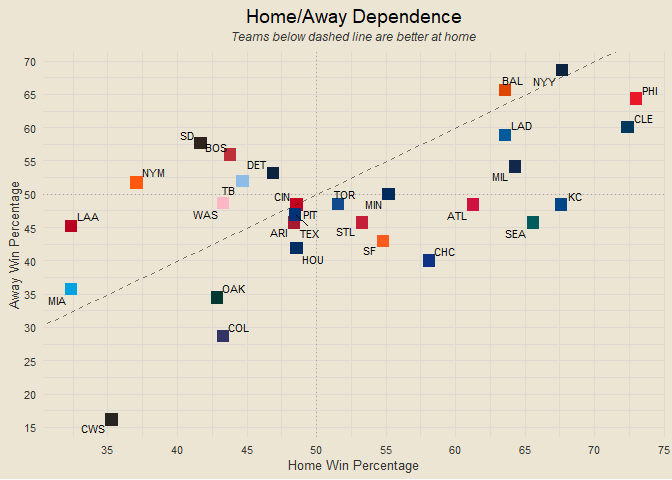 Home/Away Dependence
Teams below dashed line are better at home
70
65
60
55
50
45
40
35
30
25
20
15
Away Win Percentage
NYY
BAL
PHI
CLE
LAD
SD
BOS
MIL
DET
NYM
TB
KC
CIN
TOR
MIN
WAS
PIT
ATL
LAA
ARI
TEX
STL
SEA
SF
HOU
CHC
MIA
OAK
COL
CWS
35 40 45 50 55 60 65 70 75
Home Win Percentage